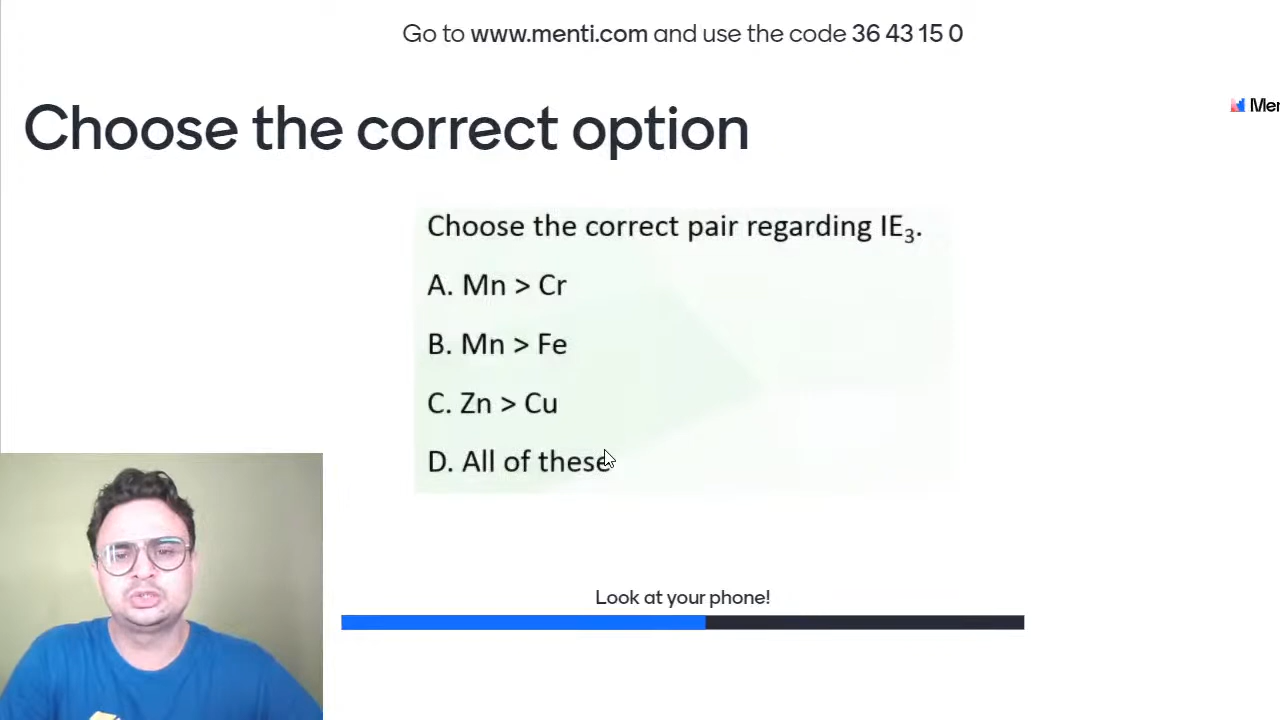 Go to www.menti.com and use the code 36 43 15 0
Men
Choose the correct option
Choose the correct pair regarding IE₃.
A. Mn > Cr
B. Mn > Fe
C. Zn > Cu
D. All of these
Look at your phone!